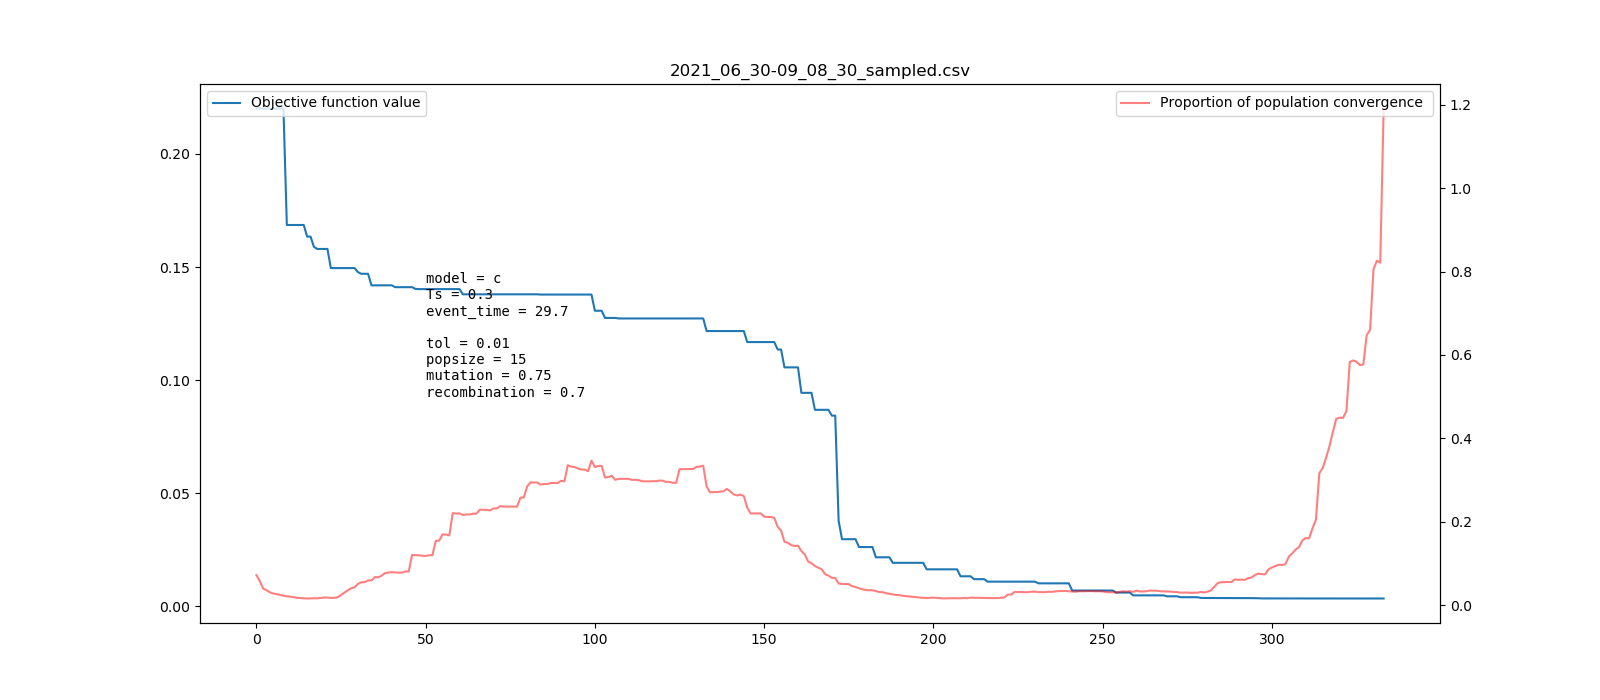 2021_06_30-09_08_30_sampled.csv
Objective function value
Proportion of population convergence
0.20
0.15
0.10
0.05
0.00
1.2
1.0
0.8
0.6
0.4
0.2
0.0
model = c
Ts = 0.3
event_time = 29.7
tol = 0.01
popsize = 15
mutation = 0.75
recombination = 0.7
0 50 100 150 200 250 300